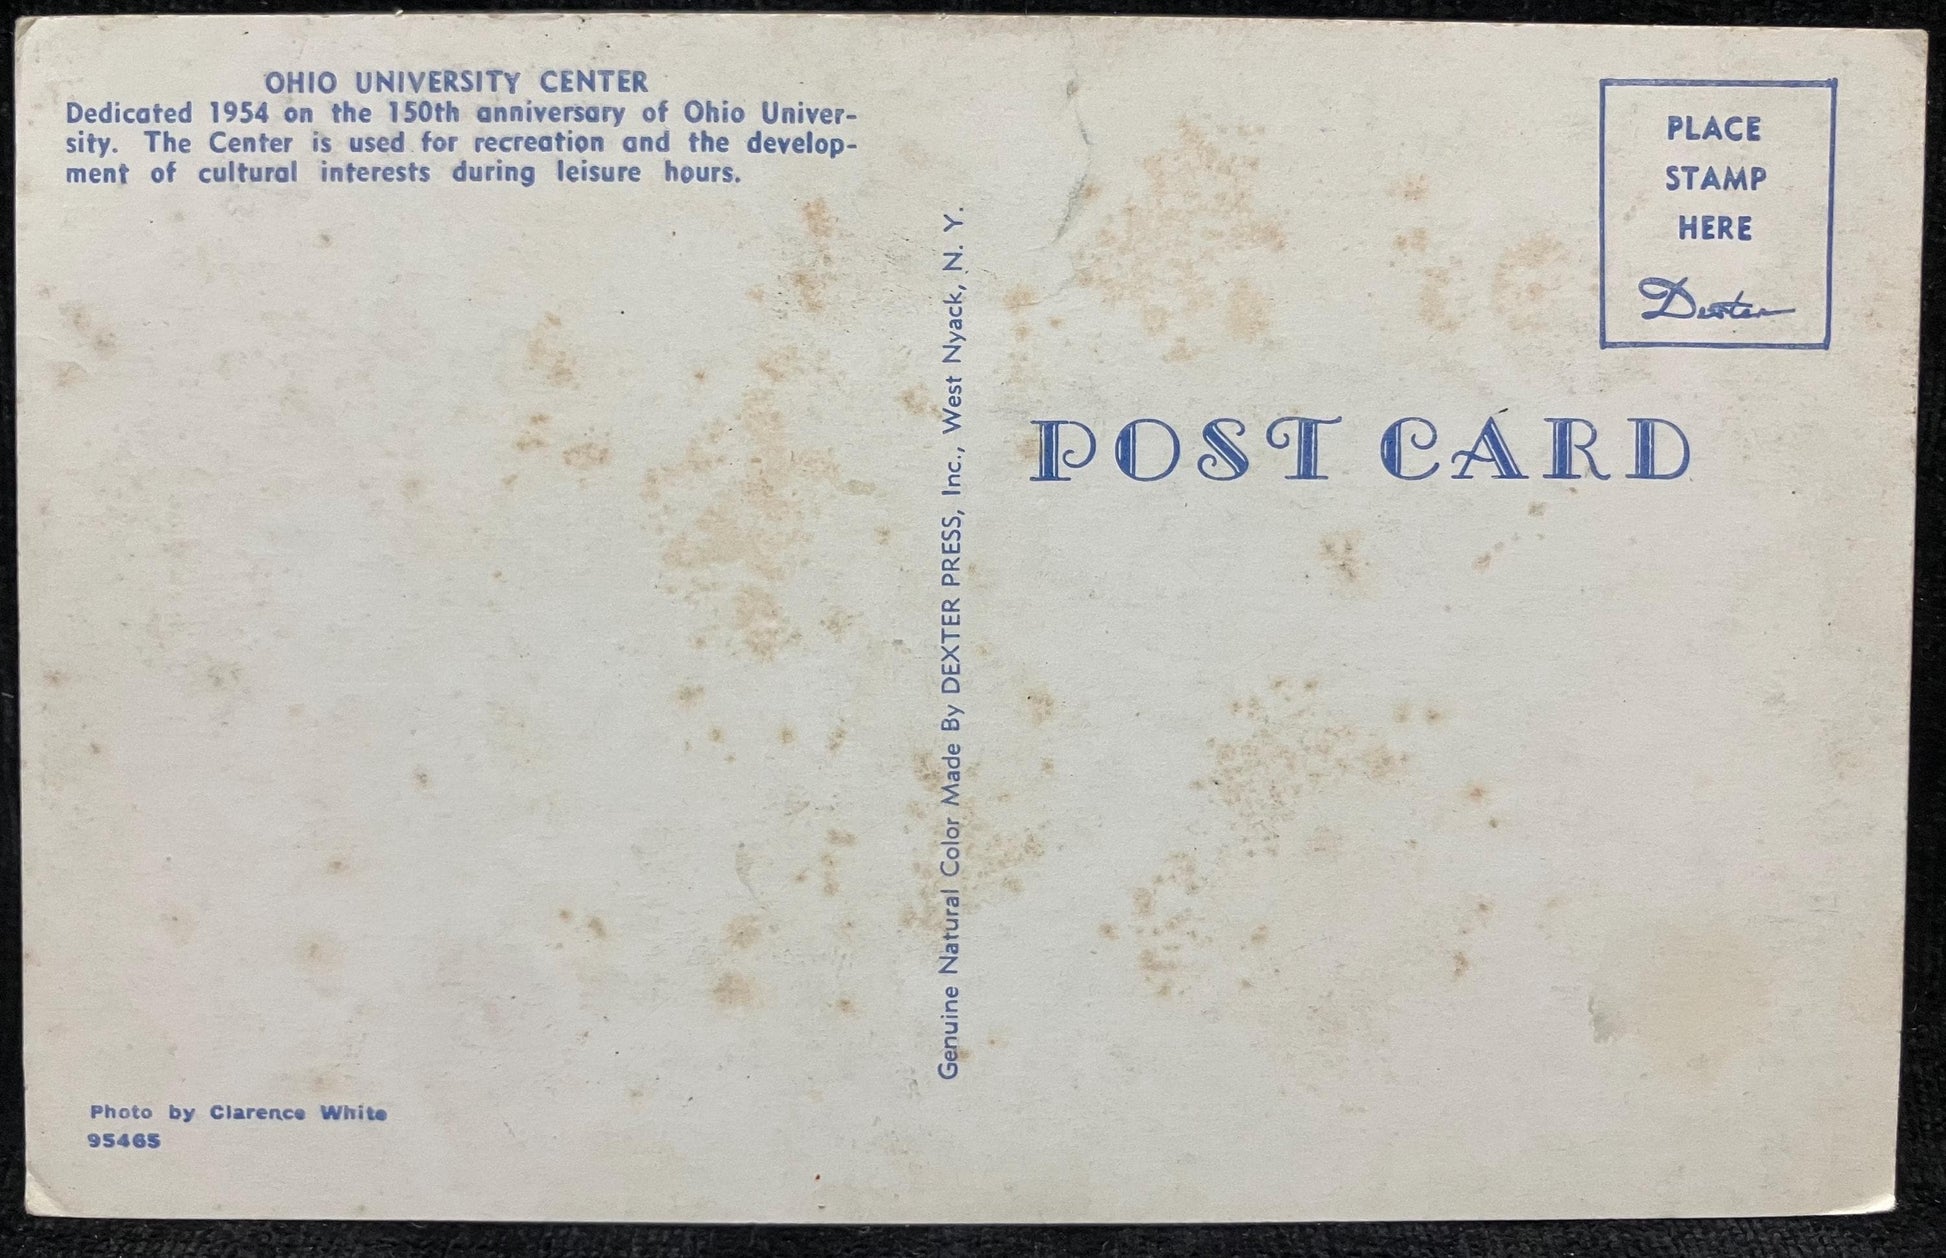 OHIO UNIVERSITY CENTER
Dedicated 1954 on the 150th anniversary of Ohio Univer-
sity. The Center is used for recreation and the develop-
ment of cultural interests during leisure hours.
Photo by Clarence White
95465
Genuine Natural Color Made By DEXTER PRESS, Inc., West Nyack, N. Y.
PLACE
STAMP
HERE
Dexter
POST CARD